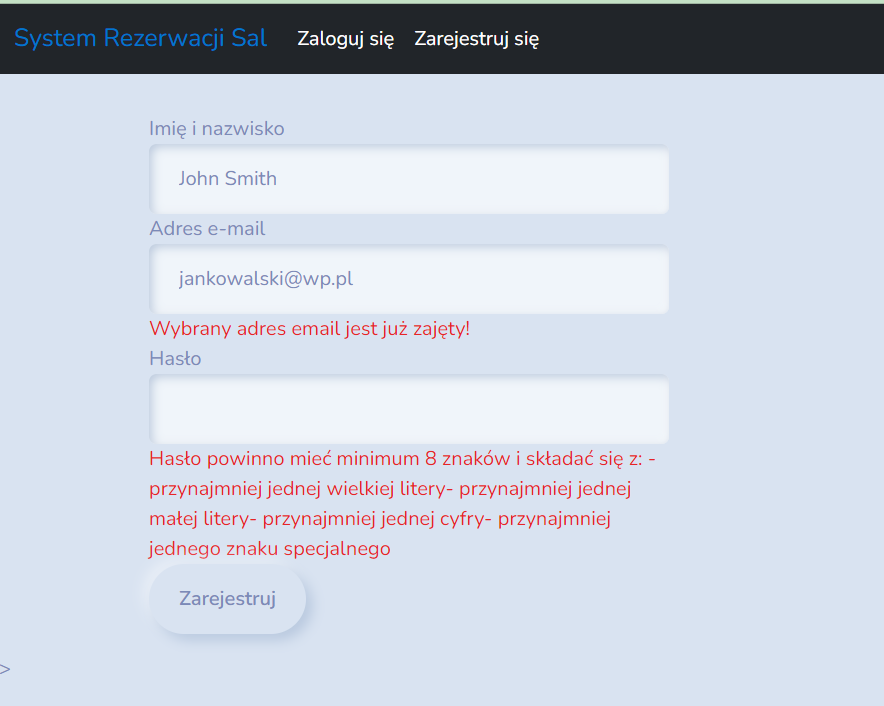 System Rezerwacji Sal Zaloguj się Zarejestruj się
Imię i nazwisko
John Smith
Adres e-mail
jankowalski@wp.pl
Wybrany adres email jest już zajęty!
Hasło
Hasło powinno mieć minimum 8 znaków i składać się z: -
przynajmniej jednej wielkiej litery- przynajmniej jednej
małej litery- przynajmniej jednej cyfry- przynajmniej
jednego znaku specjalnego
Zarejestruj
>